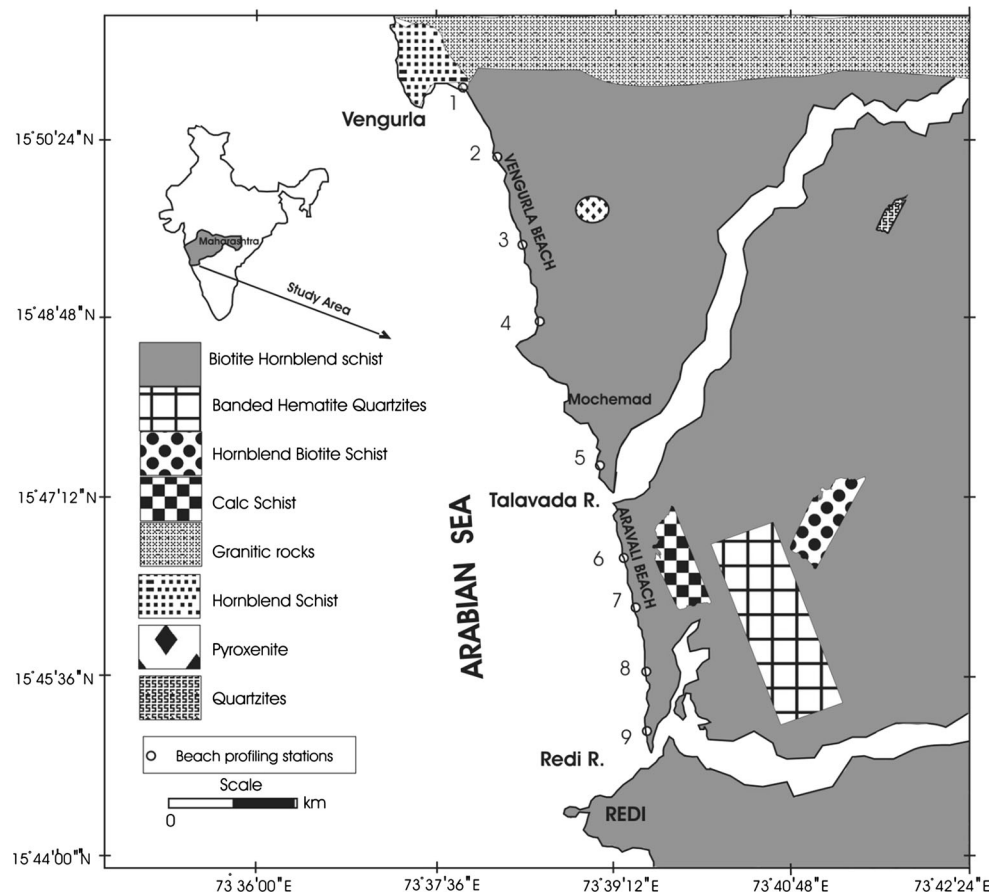 1
Vengurla
15°50'24"N
2
VENGURLA BEACH
Maharashtra
3
Study Area
15°48'48"N
4
Biotite Hornblend schist
Mochemad
Banded Hematite Quartzites
Hornblend Biotite Schist
5
15°47'12"N
Talavada R.
Calc Schist
ARABIAN SEA
ARAVALI BEACH
Granitic rocks
6
Hornblend Schist
7
Pyroxenite
8
15°45'36"N
Quartzites
9
Beach profiling stations
Redi R.
Scale
km
0
REDI
15°44'00"N
73°36'00"E
73°37'36"E
73°39'12"E
73°40'48"E
73°42'24"E